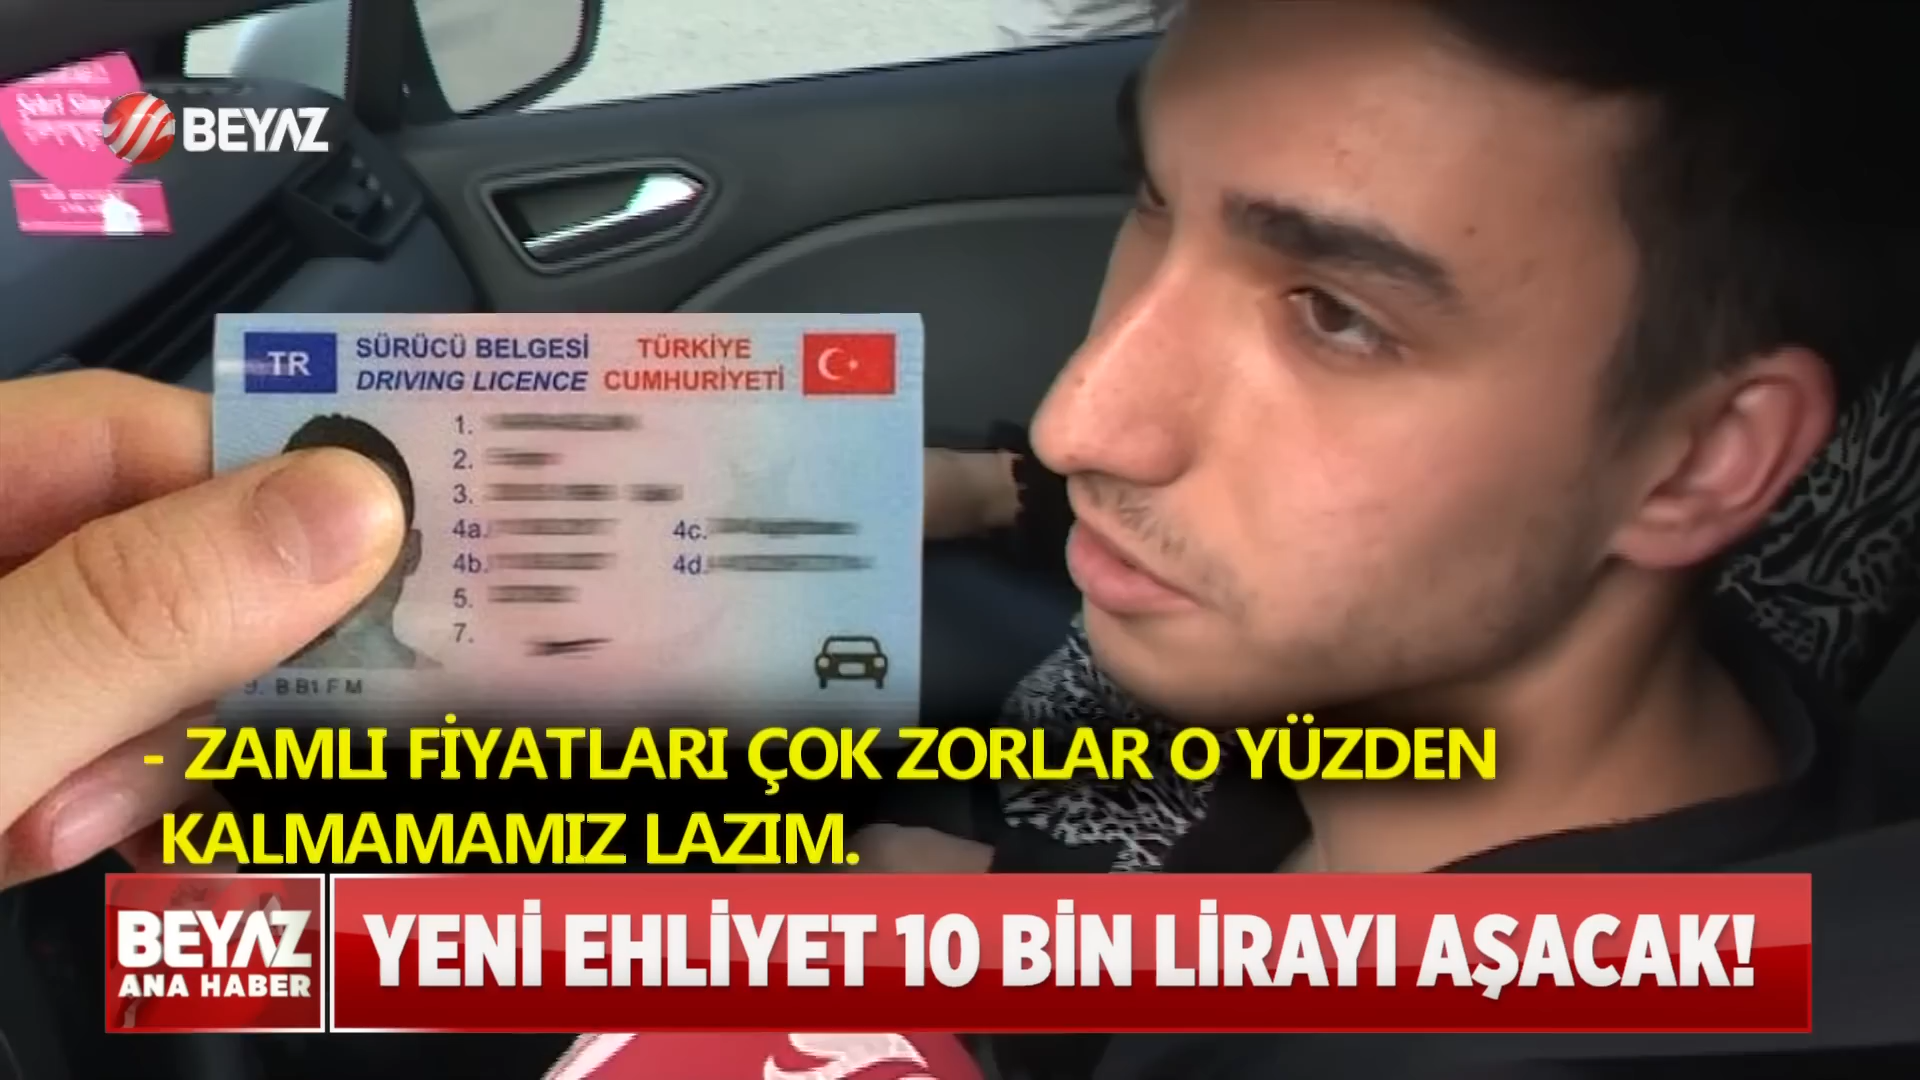 BEYAZ
TR
SÜRÜCÜ BELGESİ
DRIVING LICENCE
TÜRKİYE
CUMHURİYETİ
1.
2.
3.
4a.
4b.
4c.
4d.
5.
7.
- ZAMLI FİYATLARI ÇOK ZORLAR O YÜZDEN
KALMAMAMIZ LAZIM.
BEYAZ
ANA HABER
YENİ EHLİYET 10 BİN LİRAYI AŞACAK!